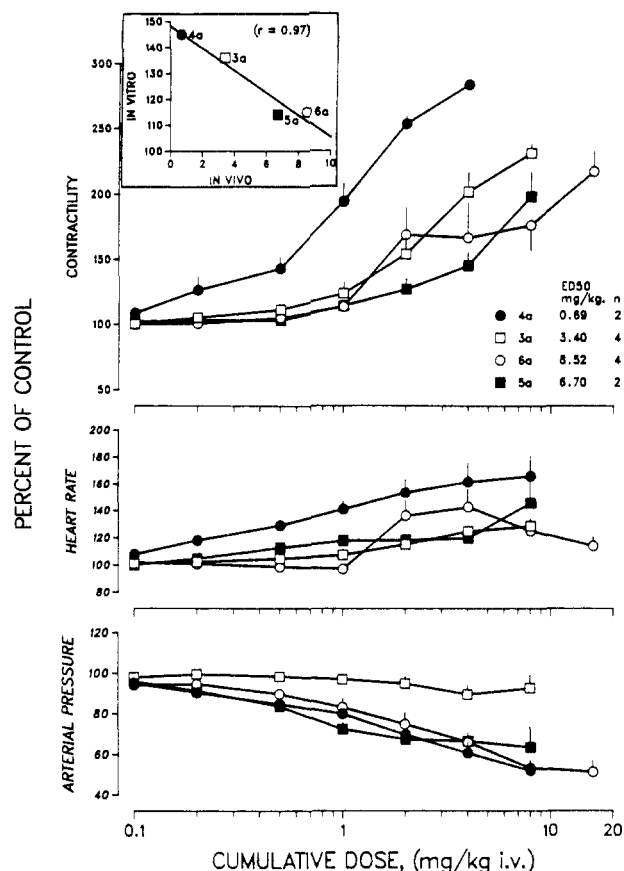 (r = 0.97)
150
140
130
120
110
100
4a
3a
5a
6a
IN VITRO
0 2 4 6 8 10
IN VIVO
300
250
200
150
100
50
CONTRACTILITY
ED50
mg/kg. n
4a 0.69 2
3a 3.40 4
6a 8.52 4
5a 6.70 2
PERCENT OF CONTROL
200
180
160
140
120
100
80
HEART RATE
120
100
80
60
40
ARTERIAL PRESSURE
0.1 1 10 20
CUMULATIVE DOSE, (mg/kg i.v.)